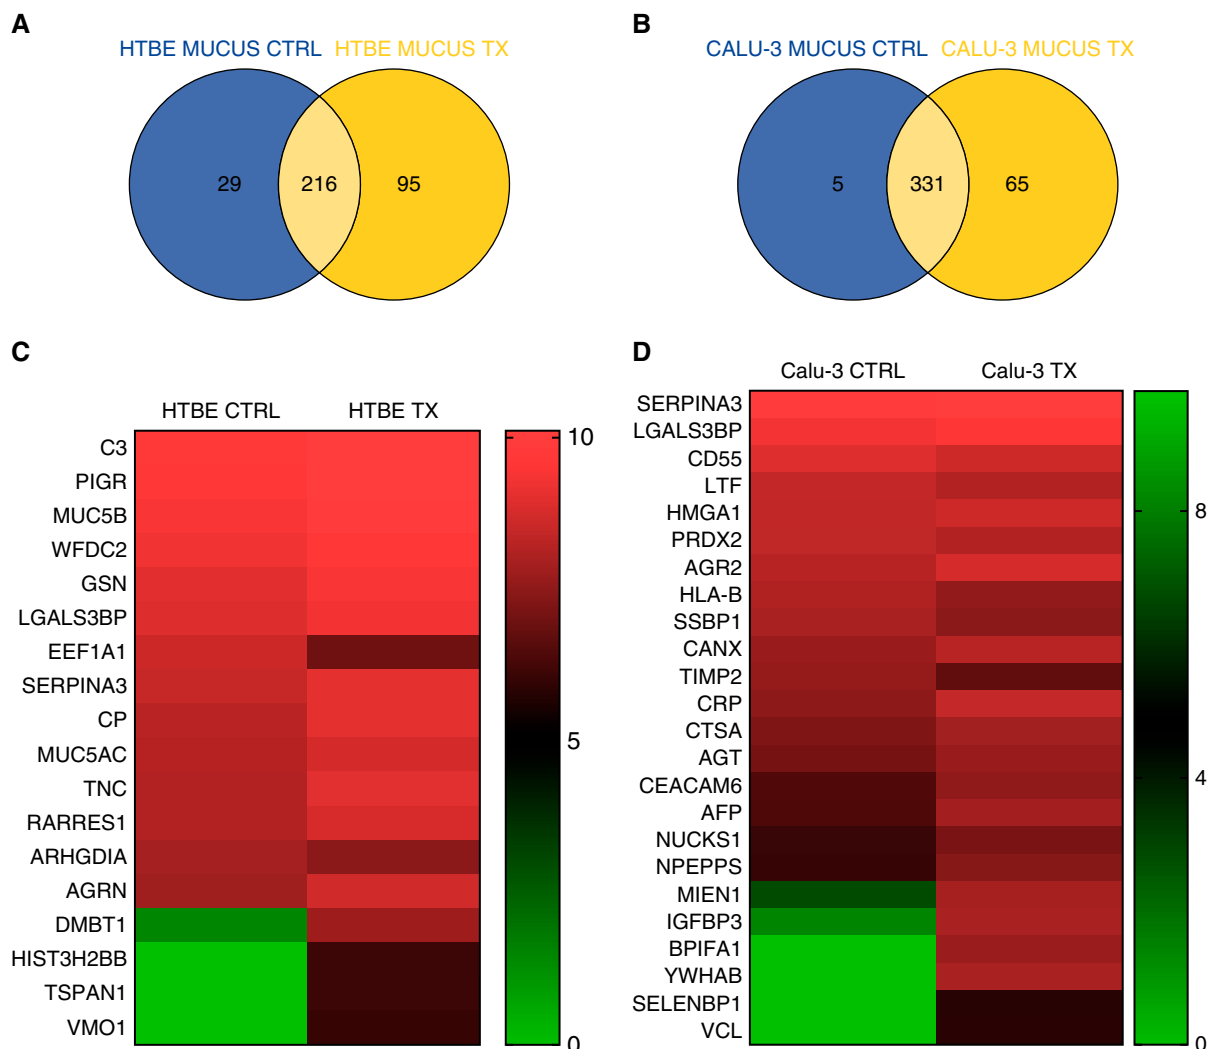 A
HTBE MUCUS CTRL HTBE MUCUS TX
29 216 95
B
CALU-3 MUCUS CTRL CALU-3 MUCUS TX
5 331 65
C
HTBE CTRL HTBE TX
C3
PIGR
MUC5B
WFDC2
GSN
LGALS3BP
EEF1A1
SERPINA3
CP
MUC5AC
TNC
RARRES1
ARHGDIA
AGRN
DMBT1
HIST3H2BB
TSPAN1
VMO1
10
5
0
D
Calu-3 CTRL Calu-3 TX
SERPINA3
LGALS3BP
CD55
LTF
HMGA1
PRDX2
AGR2
HLA-B
SSBP1
CANX
TIMP2
CRP
CTSA
AGT
CEACAM6
AFP
NUCKS1
NPEPPS
MIEN1
IGFBP3
BPIFA1
YWHAB
SELENBP1
VCL
8
4
0